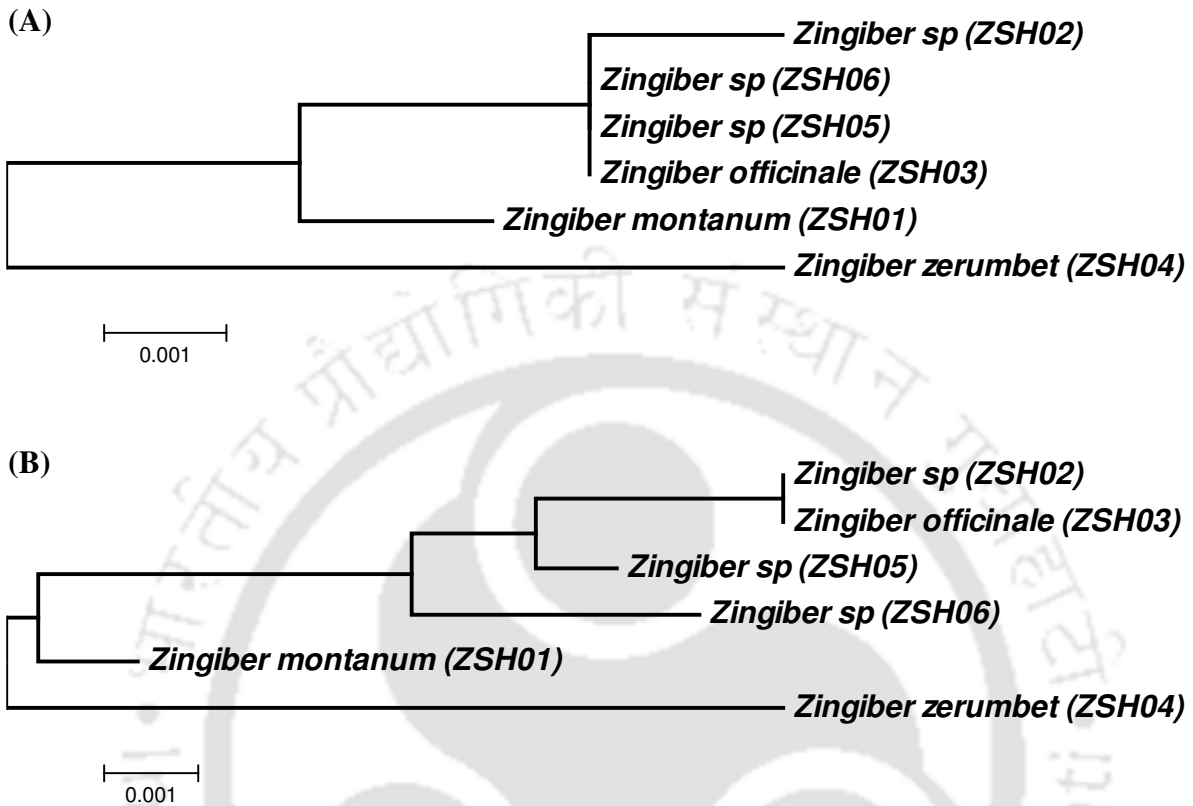 (A)
Zingiber sp (ZSH02)
Zingiber sp (ZSH06)
Zingiber sp (ZSH05)
Zingiber officinale (ZSH03)
Zingiber montanum (ZSH01)
Zingiber zerumbet (ZSH04)
0.001
(B)
Zingiber sp (ZSH02)
Zingiber officinale (ZSH03)
Zingiber sp (ZSH05)
Zingiber sp (ZSH06)
Zingiber montanum (ZSH01)
Zingiber zerumbet (ZSH04)
0.001
भारतीय प्रौद्योगिकी संस्थान गुवाहाटी